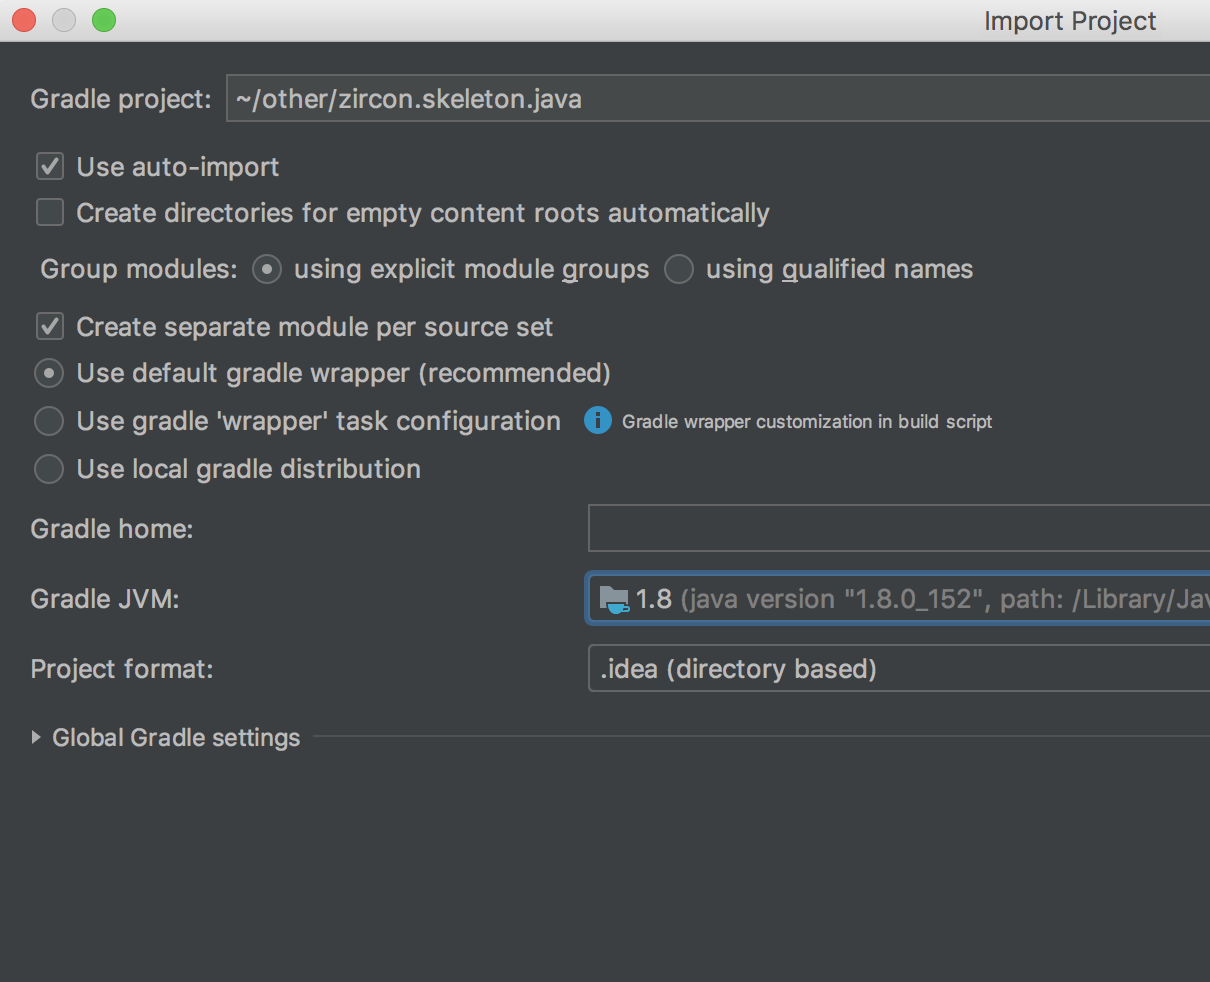 Import Project
Gradle project: ~/other/zircon.skeleton.java
Use auto-import
Create directories for empty content roots automatically
Group modules: using explicit module groups using qualified names
Create separate module per source set
Use default gradle wrapper (recommended)
Use gradle 'wrapper' task configuration Gradle wrapper customization in build script
Use local gradle distribution
Gradle home:
Gradle JVM: 1.8 (java version "1.8.0_152", path: /Library/Jav
Project format: .idea (directory based)
Global Gradle settings